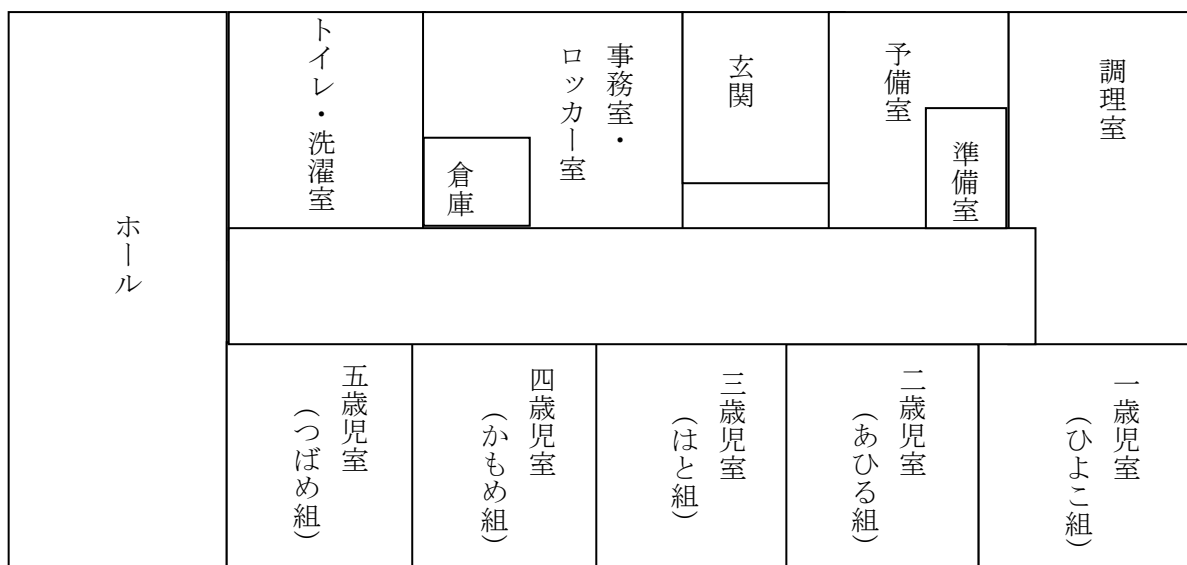 ホール
トイレ・洗濯室
倉庫
事務室・
ロッカー室
玄関
予備室
準備室
調理室
五歳児室
(つばめ組)
四歳児室
(かもめ組)
三歳児室
(はと組)
二歳児室
(あひる組)
一歳児室
(ひよこ組)